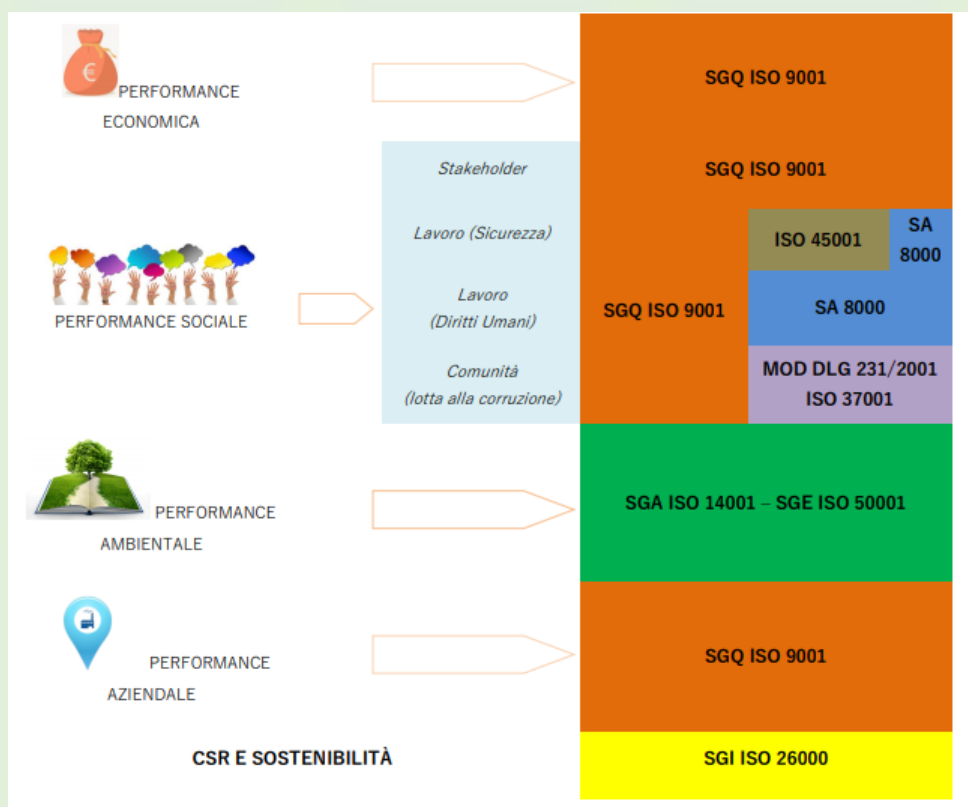 PERFORMANCE
ECONOMICA
SGQ ISO 9001
Stakeholder
SGQ ISO 9001
Lavoro (Sicurezza)
ISO 45001
SA
8000
PERFORMANCE SOCIALE
Lavoro
(Diritti Umani)
SGQ ISO 9001
SA 8000
Comunità
(lotta alla corruzione)
MOD DLG 231/2001
ISO 37001
PERFORMANCE
AMBIENTALE
SGA ISO 14001 – SGE ISO 50001
PERFORMANCE
AZIENDALE
SGQ ISO 9001
CSR E SOSTENIBILITÀ
SGI ISO 26000